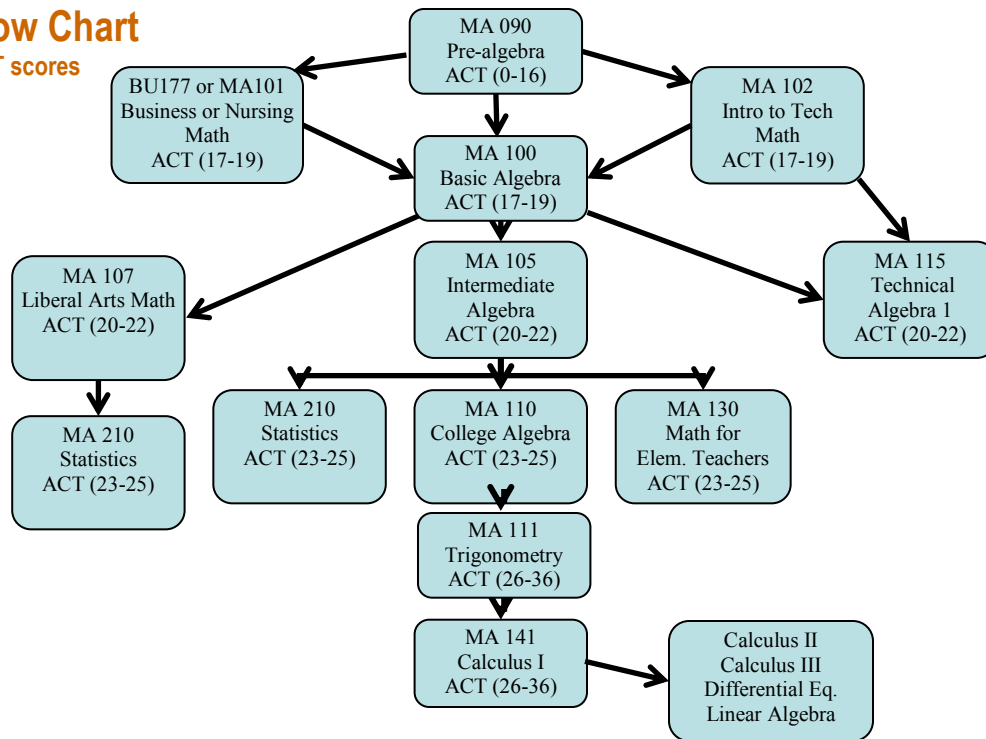 ow Chart
T scores
MA 090
Pre-algebra
ACT (0-16)
BU177 or MA101
Business or Nursing
Math
ACT (17-19)
MA 102
Intro to Tech
Math
ACT (17-19)
MA 100
Basic Algebra
ACT (17-19)
MA 107
Liberal Arts Math
ACT (20-22)
MA 105
Intermediate
Algebra
ACT (20-22)
MA 115
Technical
Algebra 1
ACT (20-22)
MA 210
Statistics
ACT (23-25)
MA 210
Statistics
ACT (23-25)
MA 110
College Algebra
ACT (23-25)
MA 130
Math for
Elem. Teachers
ACT (23-25)
MA 111
Trigonometry
ACT (26-36)
MA 141
Calculus I
ACT (26-36)
Calculus II
Calculus III
Differential Eq.
Linear Algebra